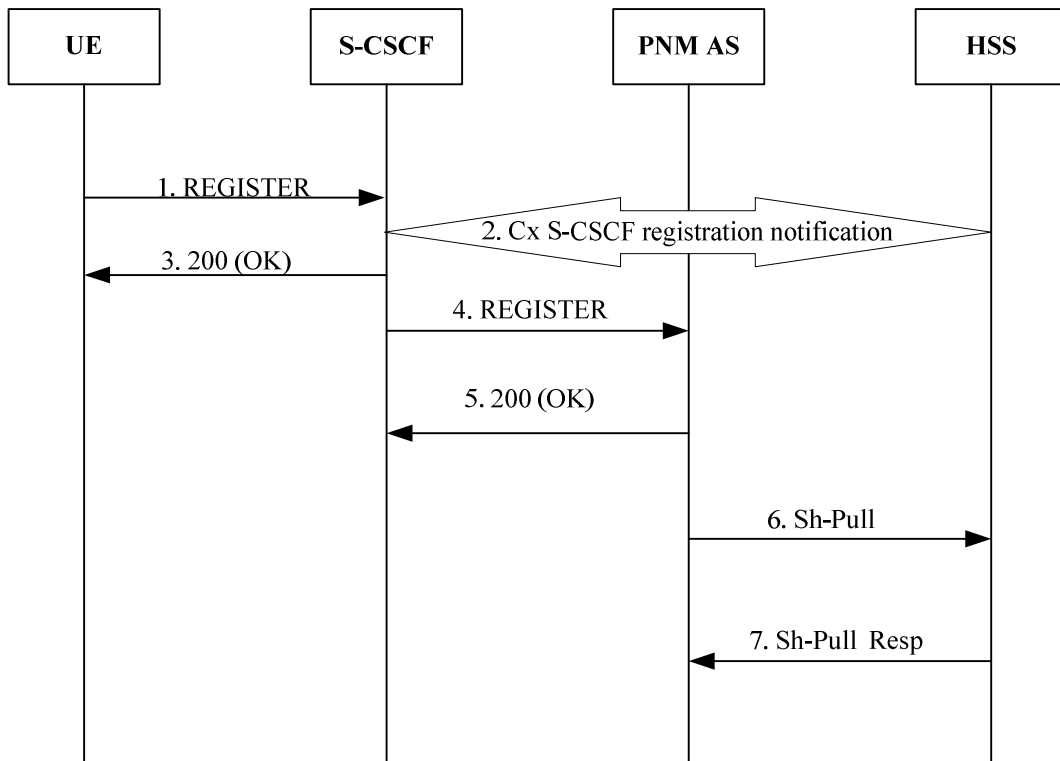 UE
S-CSCF
PNM AS
HSS
1. REGISTER
2. Cx S-CSCF registration notification
3. 200 (OK)
4. REGISTER
5. 200 (OK)
6. Sh-Pull
7. Sh-Pull Resp